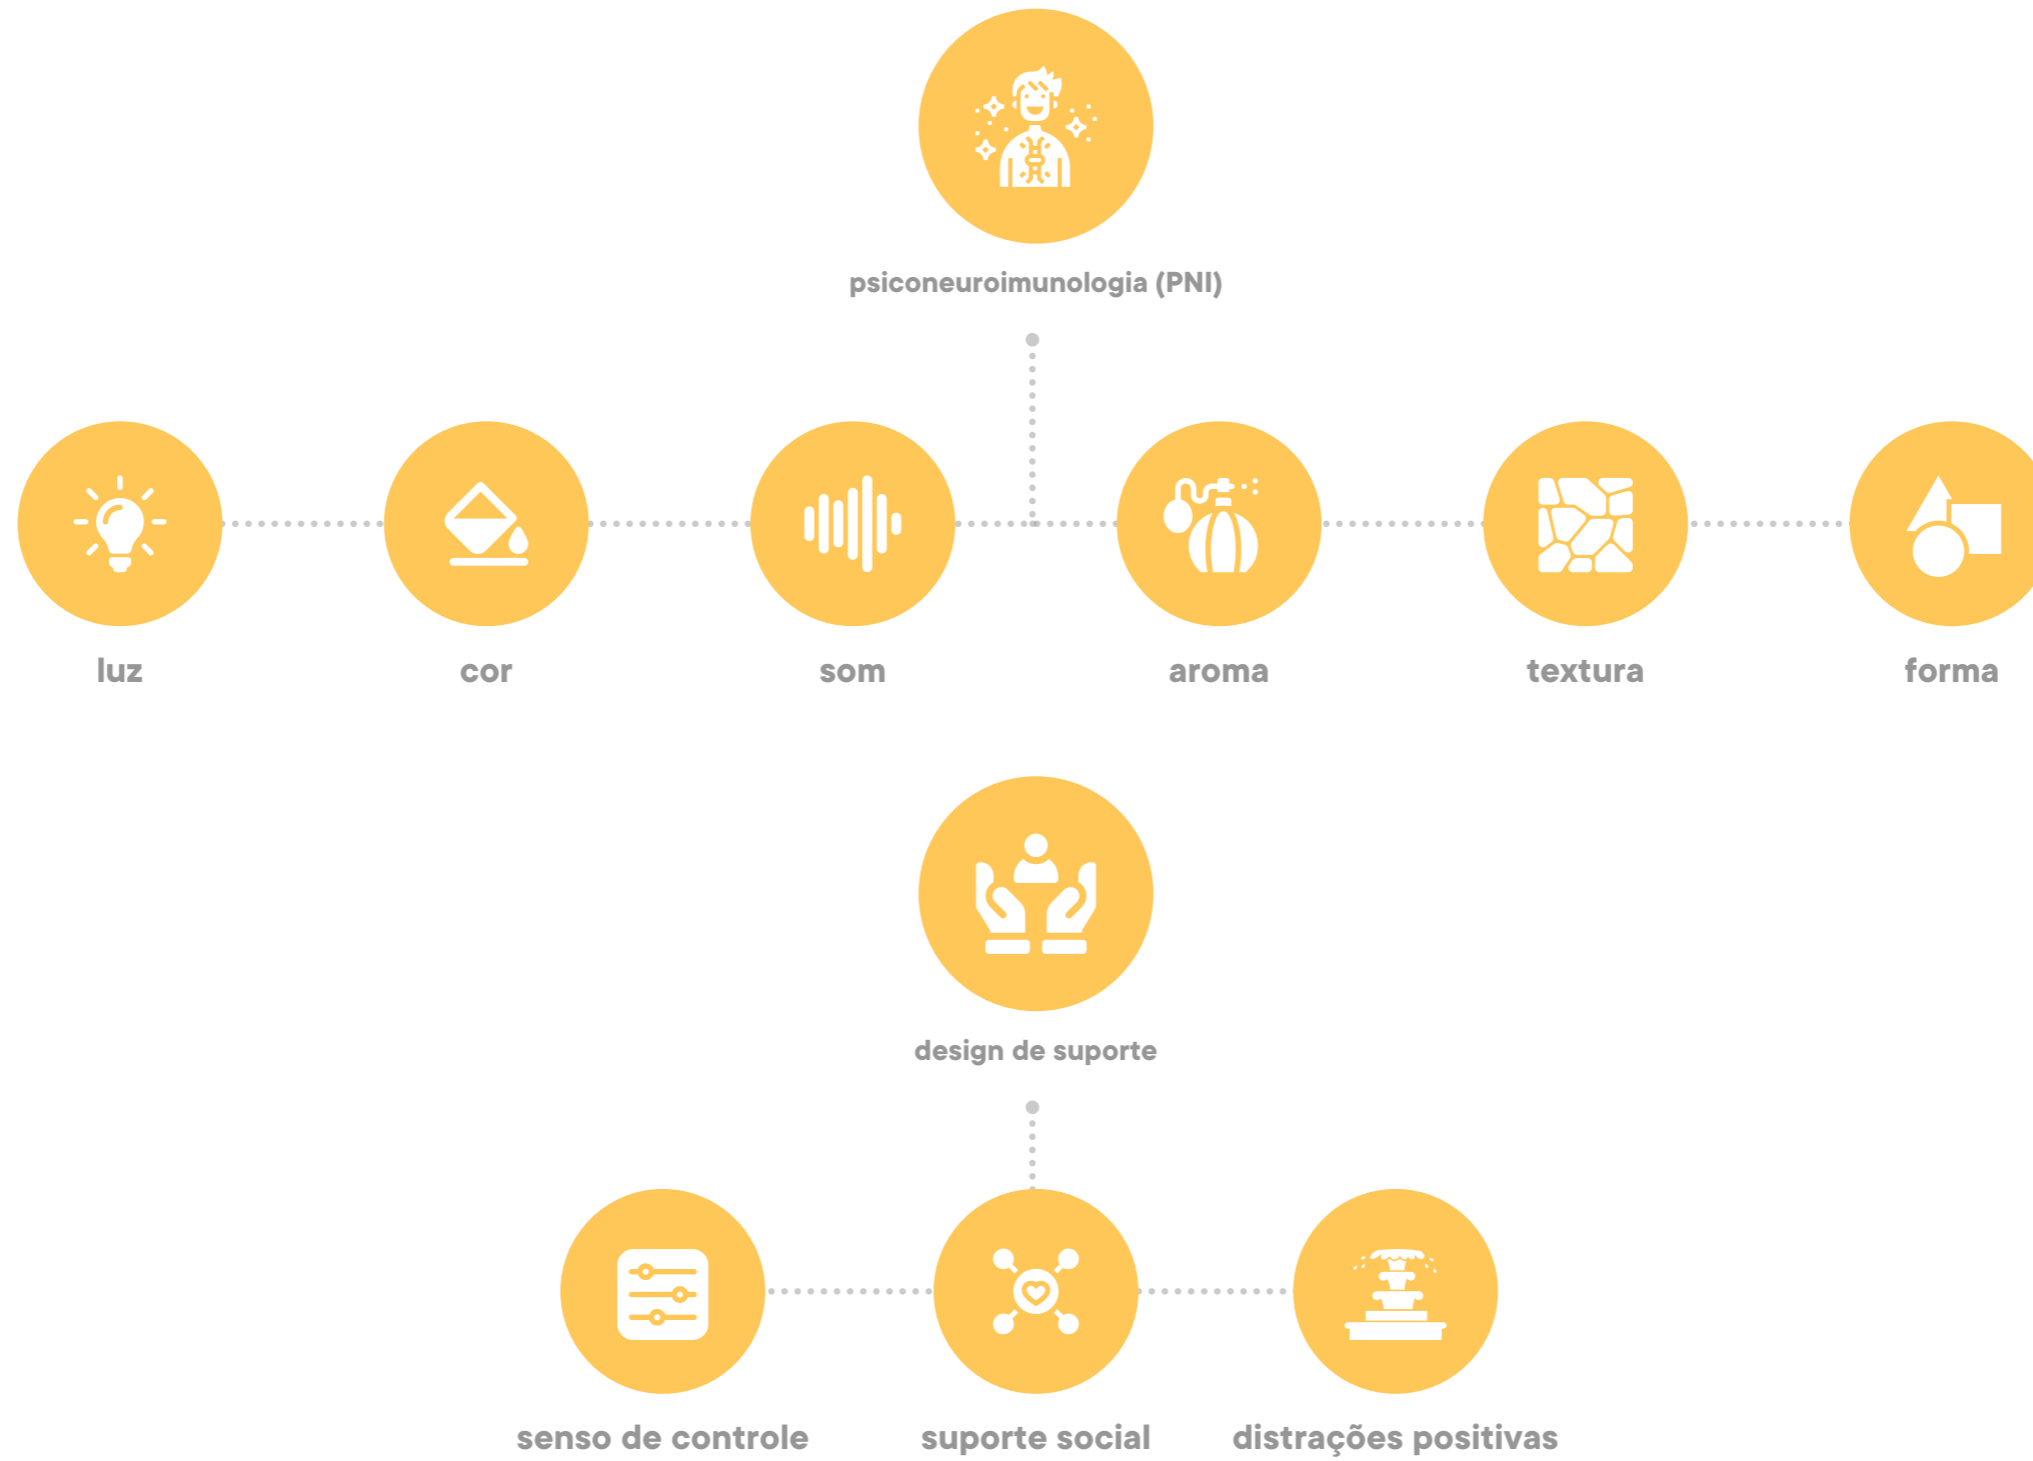 psiconeuroimunologia (PNI)
luz
cor
som
aroma
textura
forma
design de suporte
senso de controle
suporte social
distrações positivas